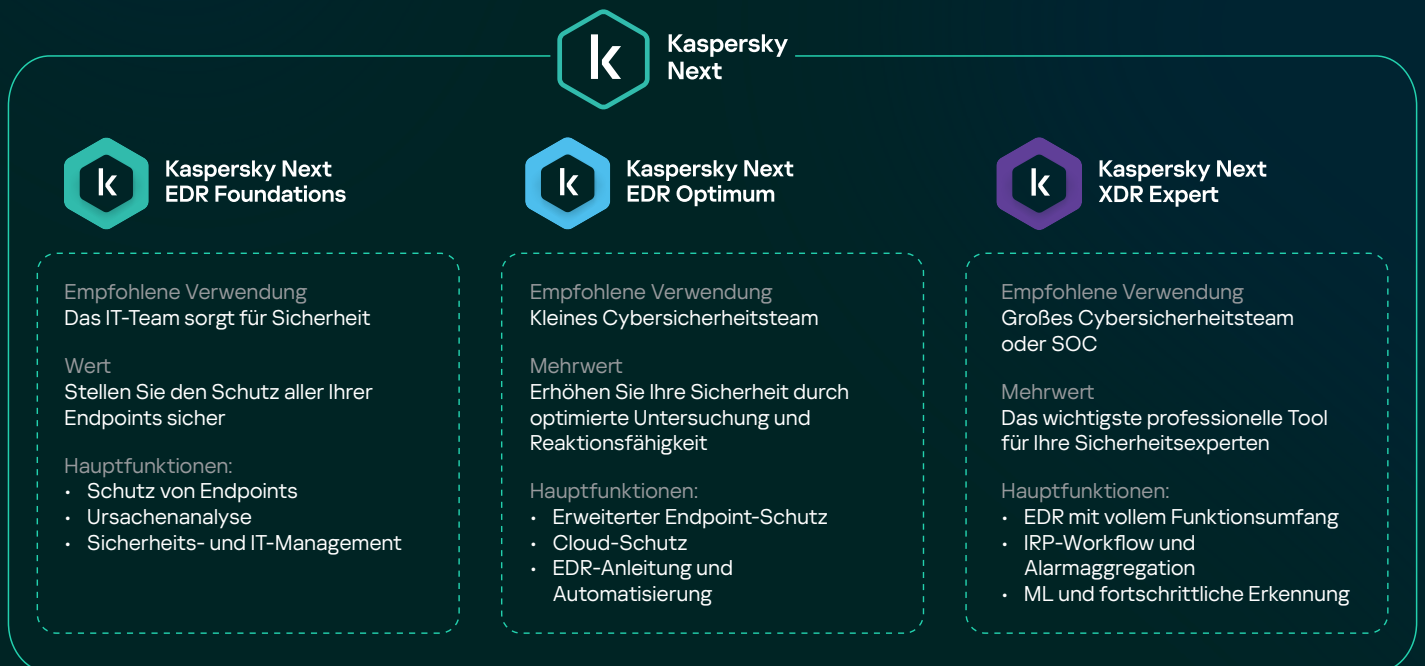 k
Kaspersky
Next
k
Kaspersky Next
EDR Foundations
Empfohlene Verwendung
Das IT-Team sorgt für Sicherheit
Wert
Stellen Sie den Schutz aller Ihrer
Endpoints sicher
Hauptfunktionen:
• Schutz von Endpoints
• Ursachenanalyse
• Sicherheits- und IT-Management
k
Kaspersky Next
EDR Optimum
Empfohlene Verwendung
Kleines Cybersicherheitsteam
Mehrwert
Erhöhen Sie Ihre Sicherheit durch
optimierte Untersuchung und
Reaktionsfähigkeit
Hauptfunktionen:
• Erweiterter Endpoint-Schutz
• Cloud-Schutz
• EDR-Anleitung und
Automatisierung
k
Kaspersky Next
XDR Expert
Empfohlene Verwendung
Großes Cybersicherheitsteam
oder SOC
Mehrwert
Das wichtigste professionelle Tool
für Ihre Sicherheitsexperten
Hauptfunktionen:
• EDR mit vollem Funktionsumfang
• IRP-Workflow und
Alarmaggregation
• ML und fortschrittliche Erkennung